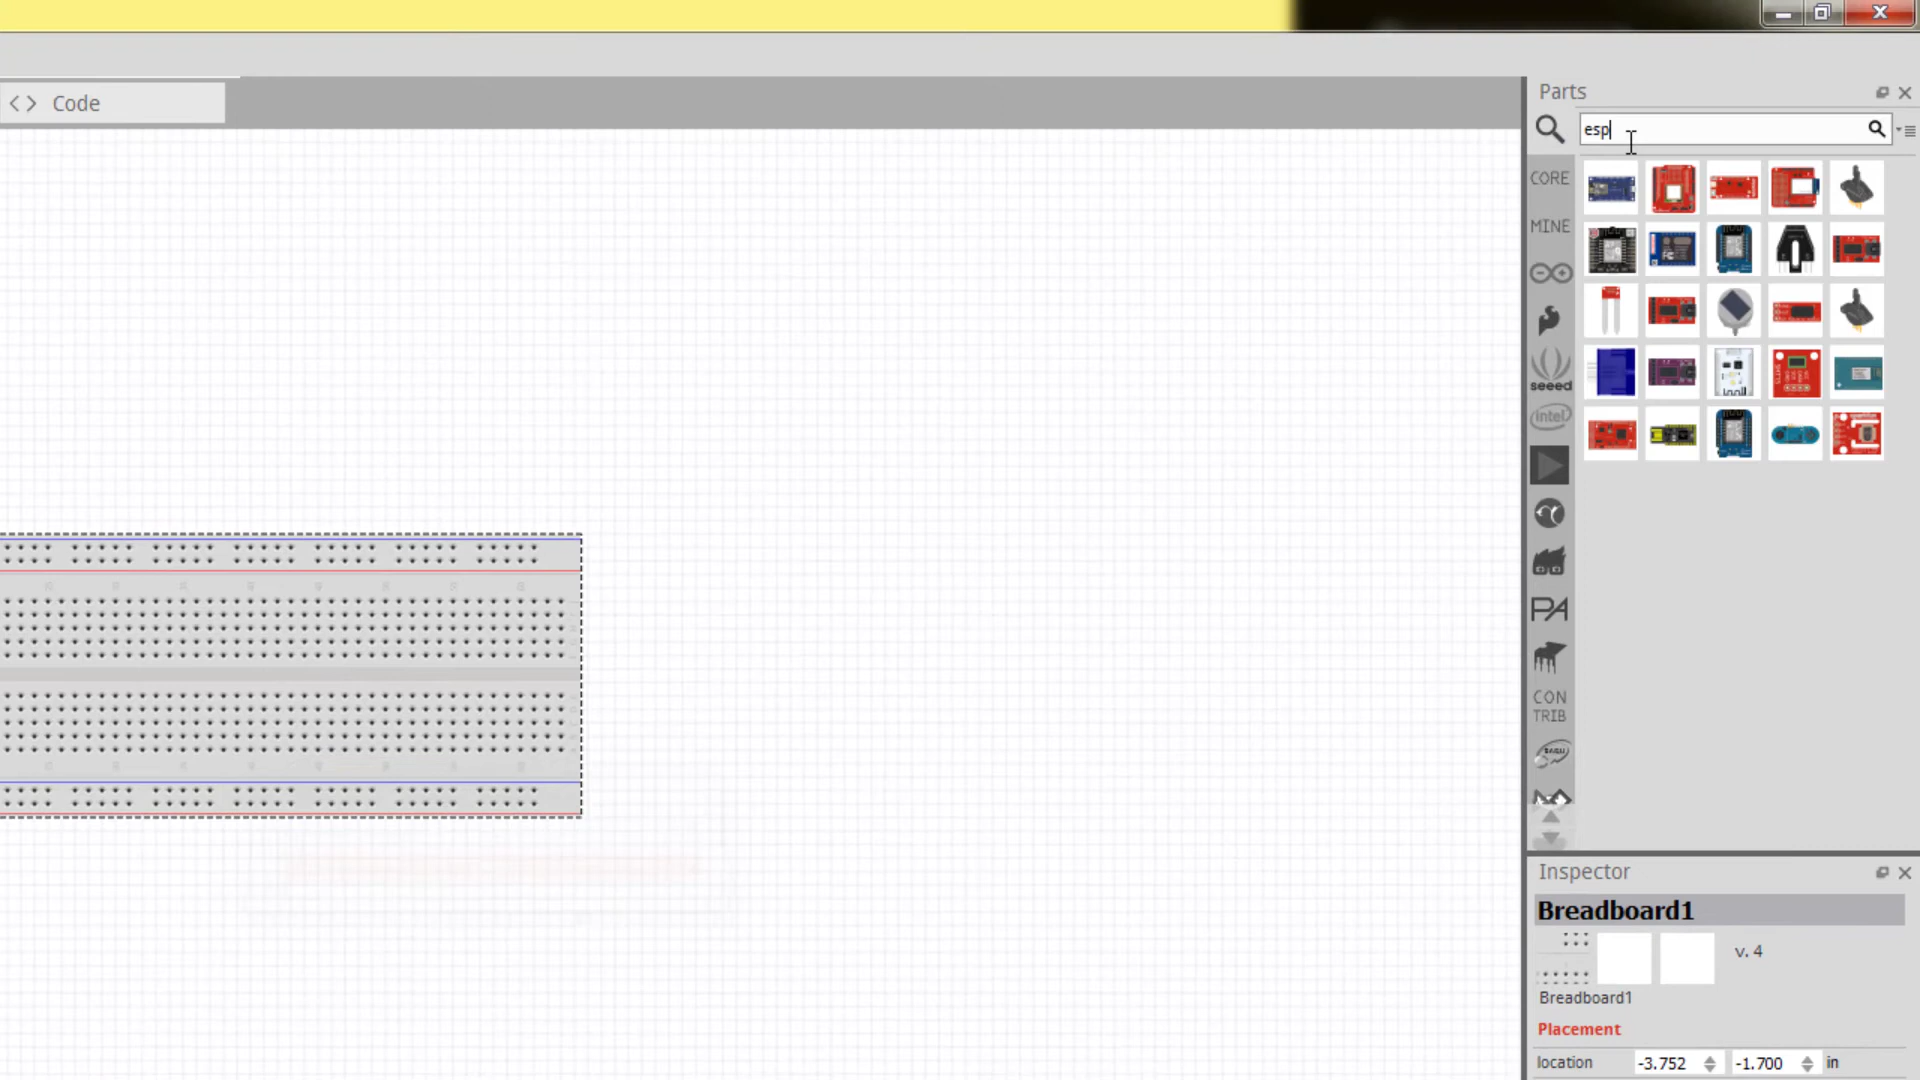 <> Code
Parts
esp
CORE
MINE
seeed
intel
PA
CON
TRIB
Inspector
Breadboard1
v. 4
Breadboard1
Placement
location -3.752 -1.700 in